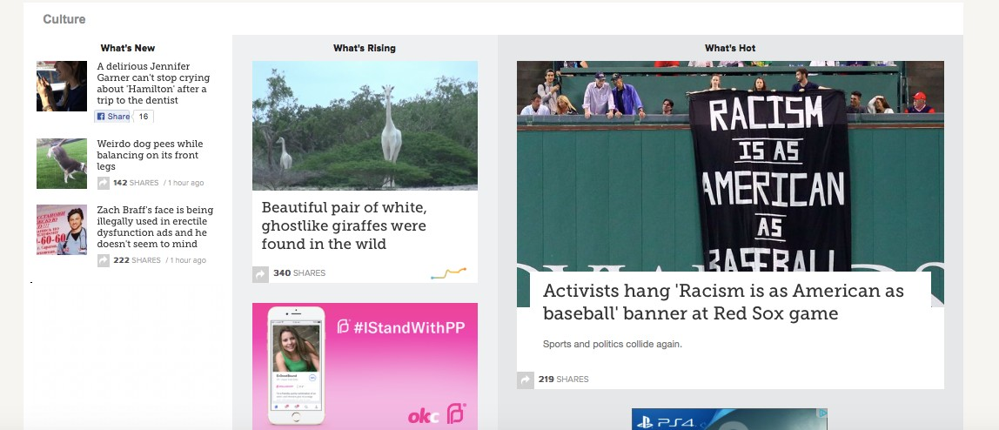 Culture
What's New
A delirious Jennifer
Garner can't stop crying
about 'Hamilton' after a
trip to the dentist
Share 16
Weirdo dog pees while
balancing on its front
legs
142 SHARES / 1 hour ago
Zach Braff's face is being
illegally used in erectile
dysfunction ads and he
doesn't seem to mind
222 SHARES / 1 hour ago
What's Rising
Beautiful pair of white,
ghostlike giraffes were
found in the wild
340 SHARES
#IStandWithPP
okc
What's Hot
RACISM
IS AS
AMERICAN
AS
BASEBALL
Activists hang 'Racism is as American as
baseball' banner at Red Sox game
Sports and politics collide again.
219 SHARES
PS4